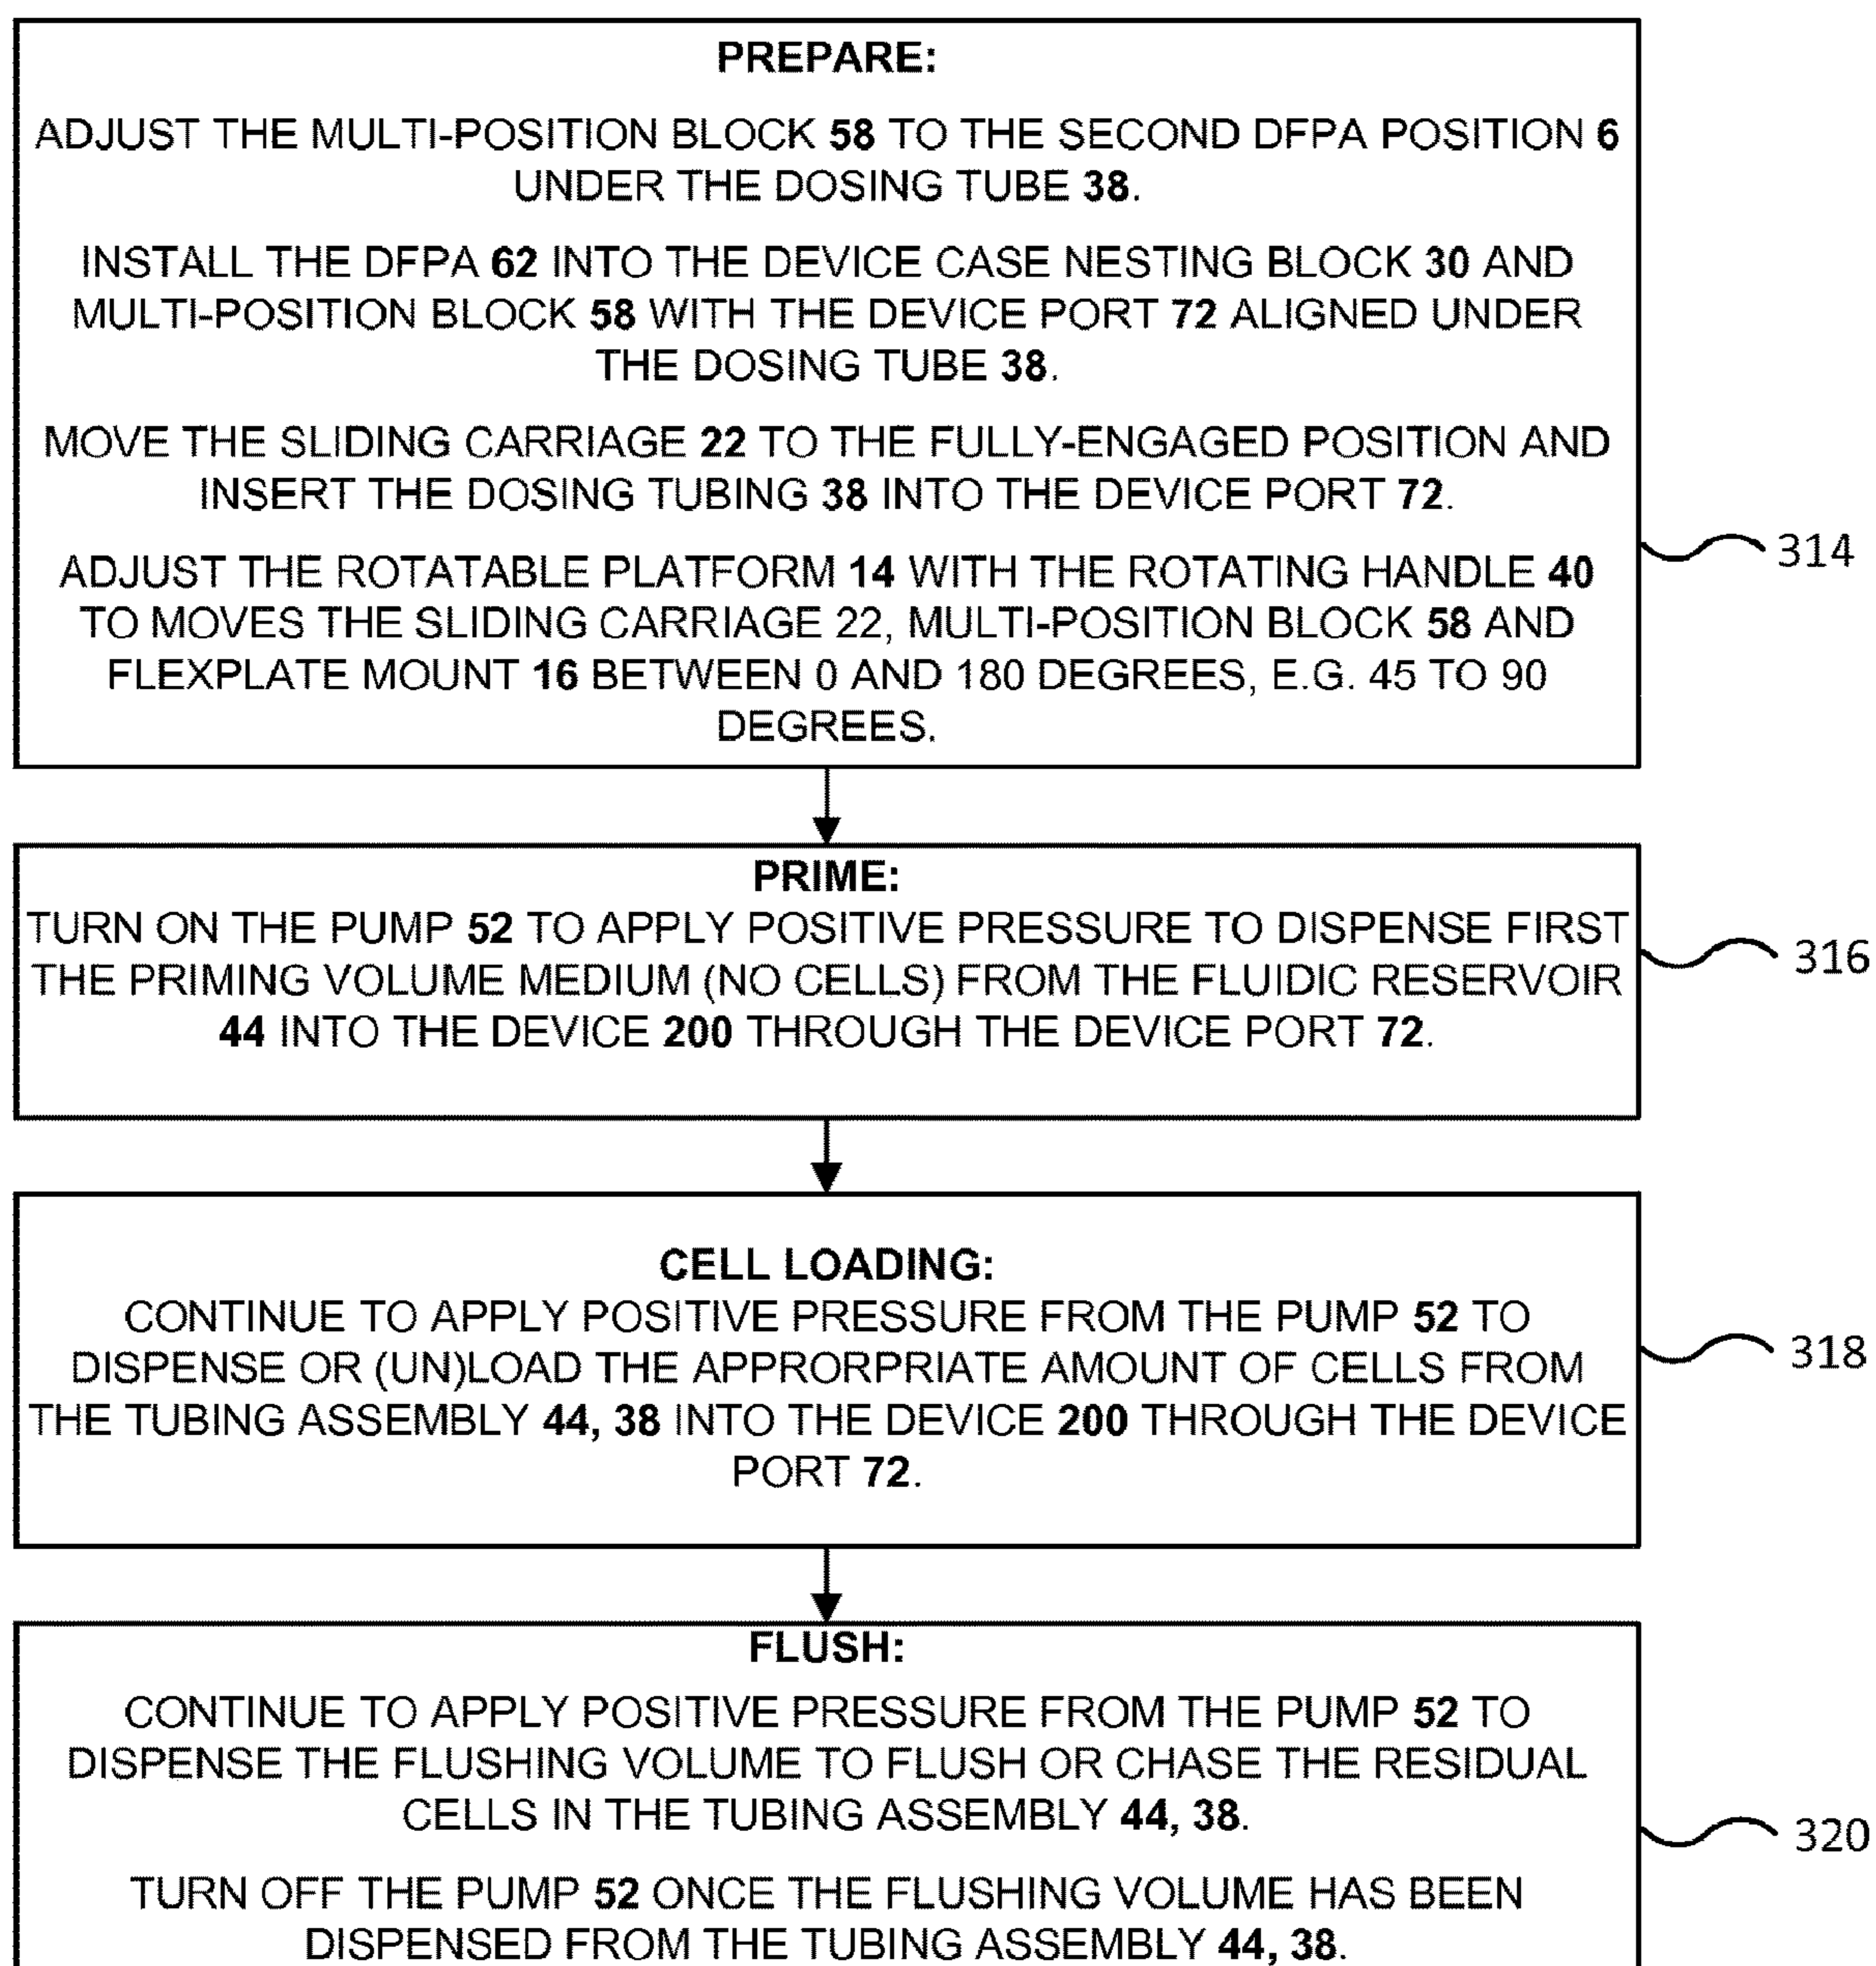 PREPARE:
ADJUST THE MULTI-POSITION BLOCK 58 TO THE SECOND DFPA POSITION 6
UNDER THE DOSING TUBE 38.
INSTALL THE DFPA 62 INTO THE DEVICE CASE NESTING BLOCK 30 AND
MULTI-POSITION BLOCK 58 WITH THE DEVICE PORT 72 ALIGNED UNDER
THE DOSING TUBE 38.
MOVE THE SLIDING CARRIAGE 22 TO THE FULLY-ENGAGED POSITION AND
INSERT THE DOSING TUBING 38 INTO THE DEVICE PORT 72.
ADJUST THE ROTATABLE PLATFORM 14 WITH THE ROTATING HANDLE 40
TO MOVES THE SLIDING CARRIAGE 22, MULTI-POSITION BLOCK 58 AND
FLEXPLATE MOUNT 16 BETWEEN 0 AND 180 DEGREES, E.G. 45 TO 90
DEGREES.
314
PRIME:
TURN ON THE PUMP 52 TO APPLY POSITIVE PRESSURE TO DISPENSE FIRST
THE PRIMING VOLUME MEDIUM (NO CELLS) FROM THE FLUIDIC RESERVOIR
44 INTO THE DEVICE 200 THROUGH THE DEVICE PORT 72.
316
CELL LOADING:
CONTINUE TO APPLY POSITIVE PRESSURE FROM THE PUMP 52 TO
DISPENSE OR (UN)LOAD THE APPRORPRIATE AMOUNT OF CELLS FROM
THE TUBING ASSEMBLY 44, 38 INTO THE DEVICE 200 THROUGH THE DEVICE
PORT 72.
318
FLUSH:
CONTINUE TO APPLY POSITIVE PRESSURE FROM THE PUMP 52 TO
DISPENSE THE FLUSHING VOLUME TO FLUSH OR CHASE THE RESIDUAL
CELLS IN THE TUBING ASSEMBLY 44, 38.
TURN OFF THE PUMP 52 ONCE THE FLUSHING VOLUME HAS BEEN
DISPENSED FROM THE TUBING ASSEMBLY 44, 38.
320